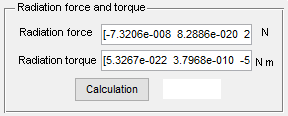 Radiation force and torque
Radiation force [-7.3206e-008 8.2886e-020 2 N
Radiation torque [5.3267e-022 3.7968e-010 -5 N m
Calculation